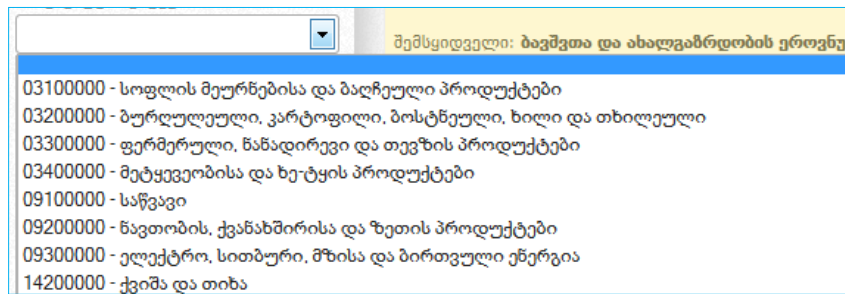 შემსყიდველი: ბავშვთა და ახალგაზრდობის
03100000 - სოფლის მეურნებისა და ბაღჩეული პროდუქტები
03200000 - ბურღულეული, კარტოფილი, ბოსტნეული, ხილი და თხილეული
03300000 - ფერმერული, ნანადირევი და თევზის პროდუქტები
03400000 - მეტყევეობისა და ხე-ტყის პროდუქტები
09100000 - საწვავი
09200000 - ნავთობის, ქვანახშირისა და ზეთის პროდუქტები
09300000 - ელექტრო, სითბური, მზისა და ბირთვული ენერგია
14200000 - ქვიშა და თიხა